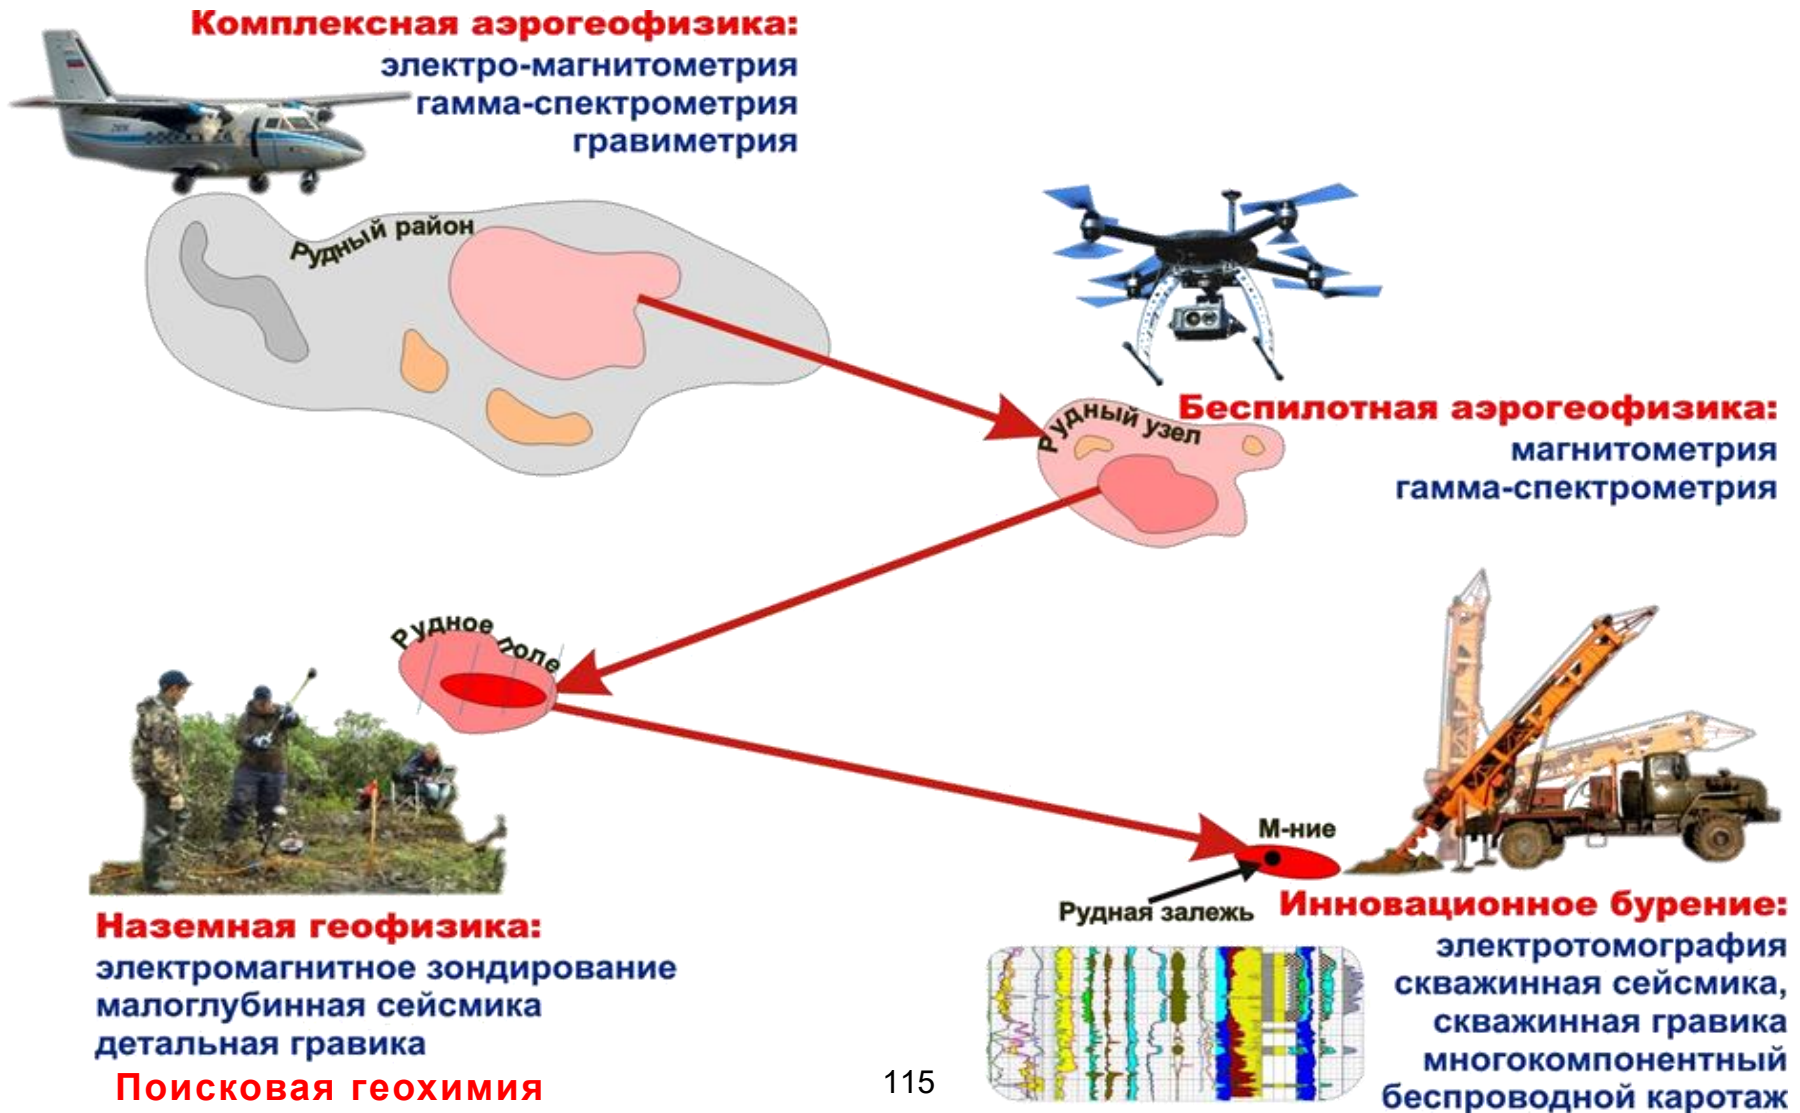 Комплексная аэрогеофизика:
электро-магнитометрия
гамма-спектрометрия
гравиметрия
Рудный район
Рудный узел
Беспилотная аэрогеофизика:
магнитометрия
гамма-спектрометрия
Рудное поле
М-ние
Рудная залежь
Наземная геофизика:
электромагнитное зондирование
малоглубинная сейсмика
детальная гравика
Поисковая геохимия
115
Инновационное бурение:
электротомография
скважинная сейсмика,
скважинная гравика
многокомпонентный
беспроводной каротаж